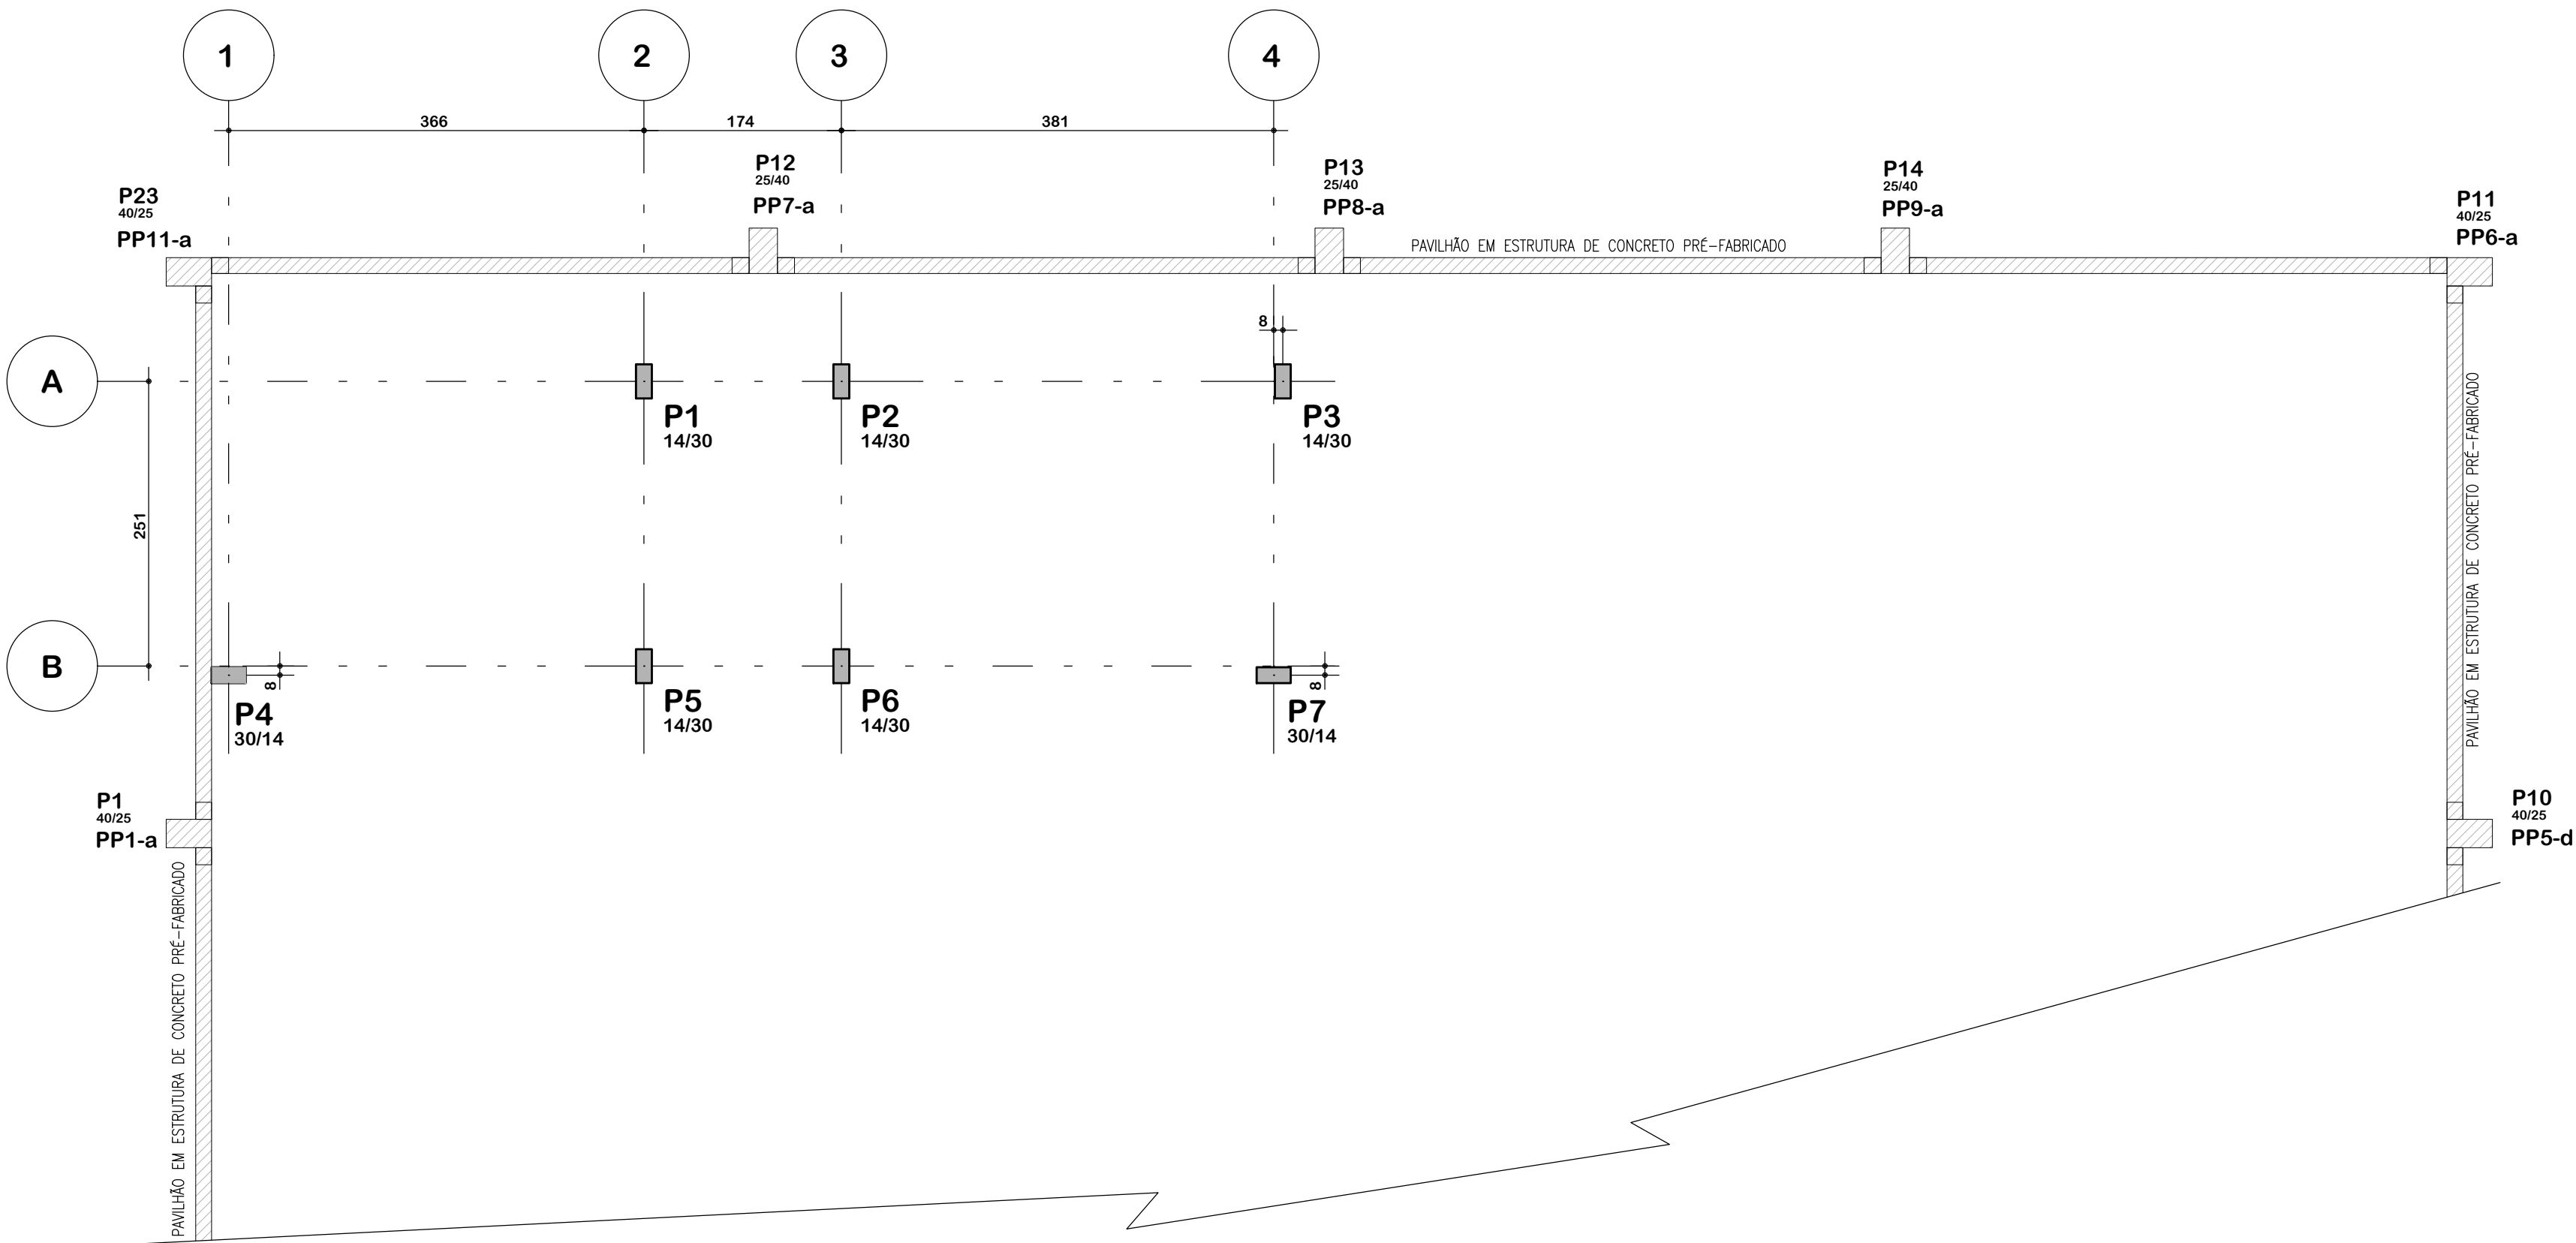 1
2
3
4
366
174
381
P12
25/40
PP7-a
P13
25/40
PP8-a
P14
25/40
PP9-a
P23
40/25
PP11-a
P11
40/25
PP6-a
PAVILHÃO EM ESTRUTURA DE CONCRETO PRÉ-FABRICADO
8
A
P1
14/30
P2
14/30
P3
14/30
251
PAVILHÃO EM ESTRUTURA DE CONCRETO PRÉ-FABRICADO
B
8
8
P4
30/14
P5
14/30
P6
14/30
P7
30/14
P1
40/25
PP1-a
P10
40/25
PP5-d
PAVILHÃO EM ESTRUTURA DE CONCRETO PRÉ-FABRICADO